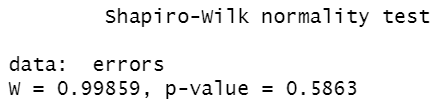 Shapiro-Wilk normality test
data:  errors
W = 0.99859, p-value = 0.5863